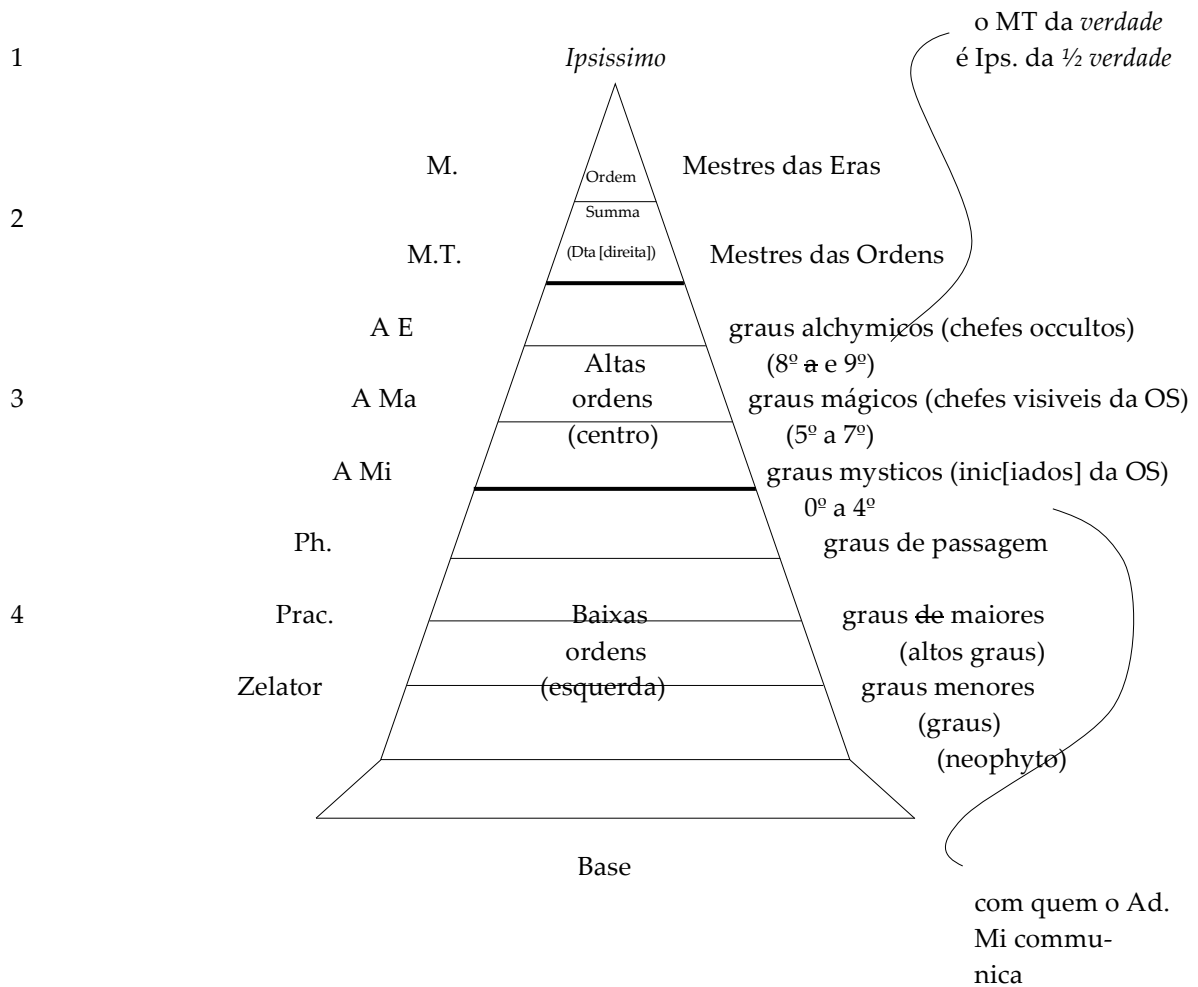 o MT da verdade
1 Ipsissimo é Ips. da ½ verdade
M. Ordem Mestres das Eras
2 Summa
M.T. (Dta [direita]) Mestres das Ordens
A E graus alchymicos (chefes occultos)
Altas (8º a e 9º)
3 A Ma ordens graus mágicos (chefes visiveis da OS)
(centro) (5º a 7º)
A Mi graus mysticos (inic[iados] da OS)
0º a 4º
Ph. graus de passagem
4 Prac. Baixas graus de maiores
ordens (altos graus)
Zelator (esquerda) graus menores
(graus)
(neophyto)
Base
com quem o Ad.
Mi commu-
nica